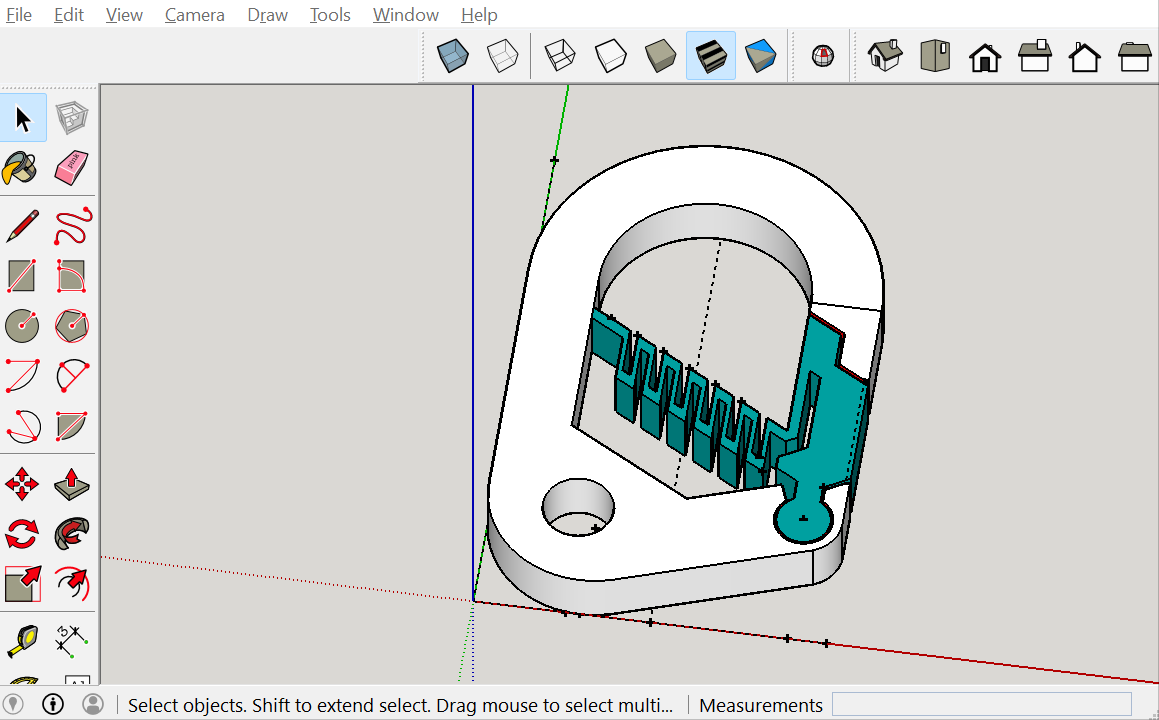 File Edit View Camera Draw Tools Window Help
Select objects. Shift to extend select. Drag mouse to select multi... Measurements